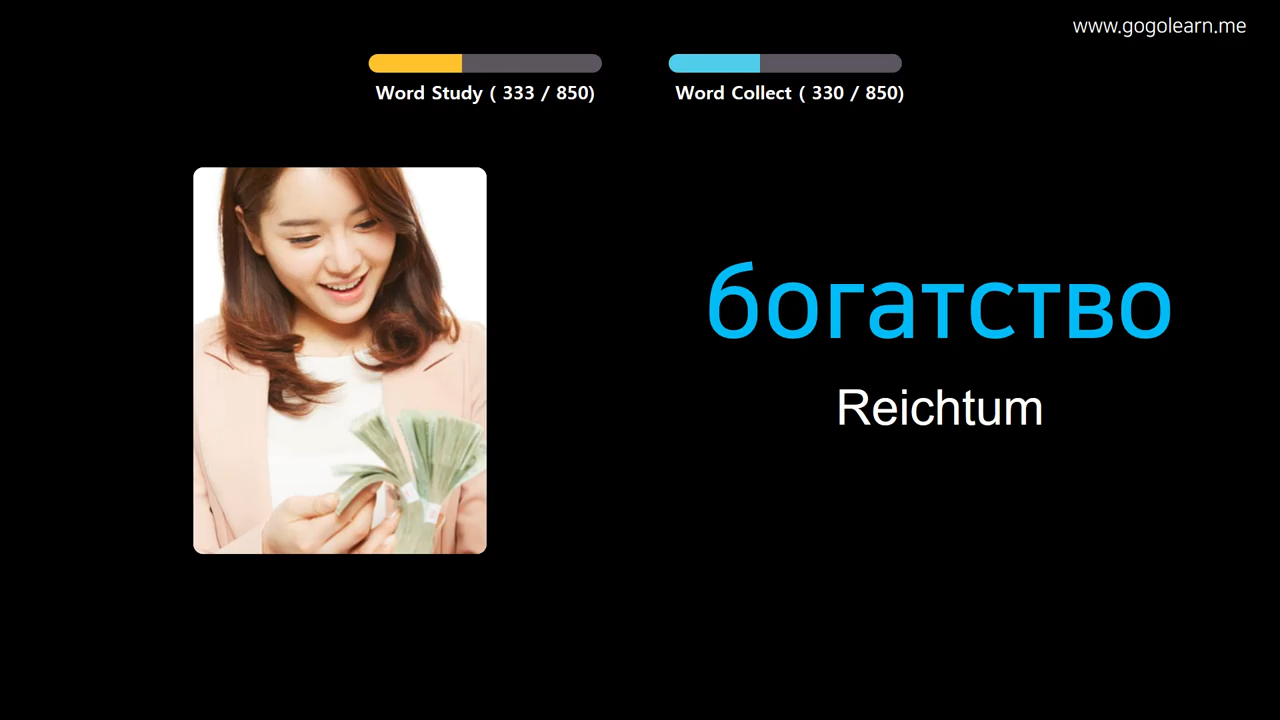 www.gogolearn.me
Word Study ( 333 / 850)
Word Collect ( 330 / 850)
богатство
Reichtum